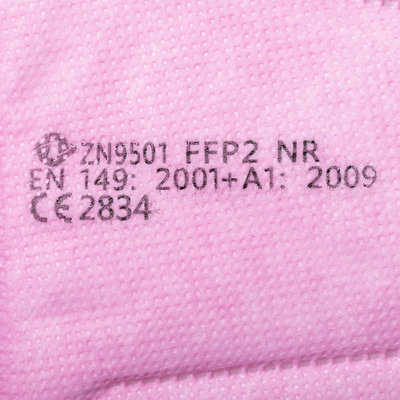 ZN9501 FFP2 NR
EN 149: 2001+A1: 2009
CE 2834